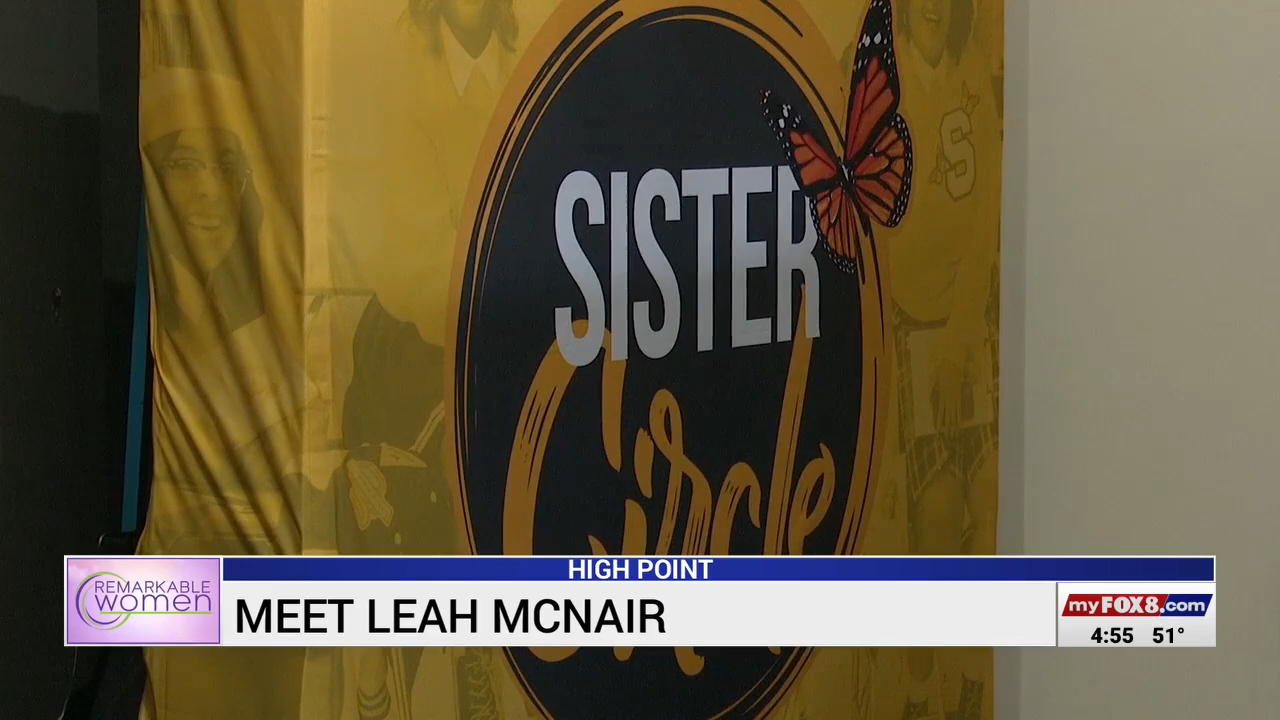 S
SISTER
Circle
HIGH POINT
REMARKABLE
women
MEET LEAH MCNAIR
myFOX8.com
4:55 51°